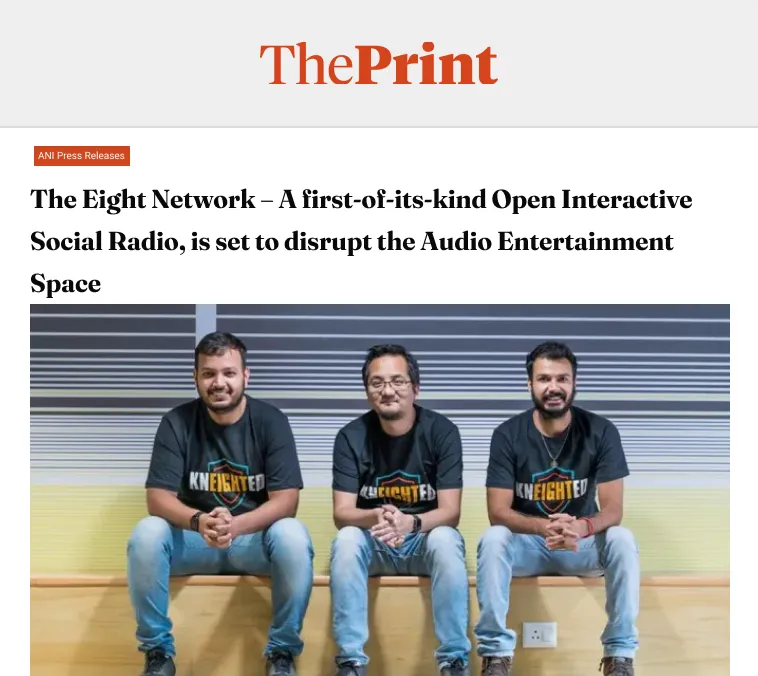 ThePrint
ANI Press Releases
The Eight Network – A first-of-its-kind Open Interactive
Social Radio, is set to disrupt the Audio Entertainment
Space
KNEIGHTED
KNEIGHTED
KNEIGHTED